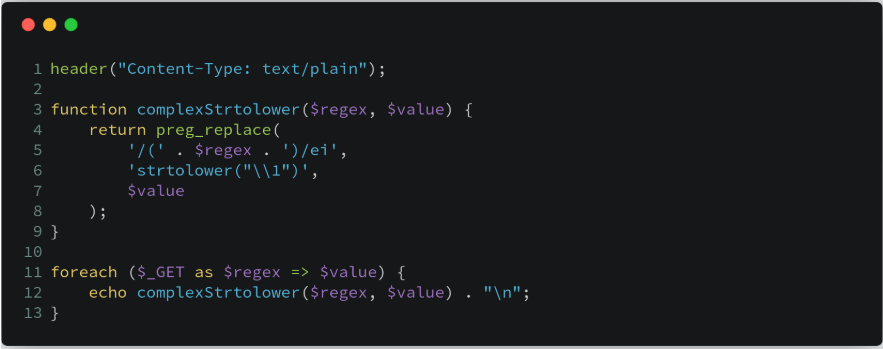 1 header("Content-Type: text/plain");
2
3 function complexStrtolower($regex, $value) {
4     return preg_replace(
5         '/(' . $regex . ')/ei',
6         'strtolower("\\1")',
7         $value
8     );
9 }
10
11 foreach ($_GET as $regex => $value) {
12     echo complexStrtolower($regex, $value) . "\n";
13 }